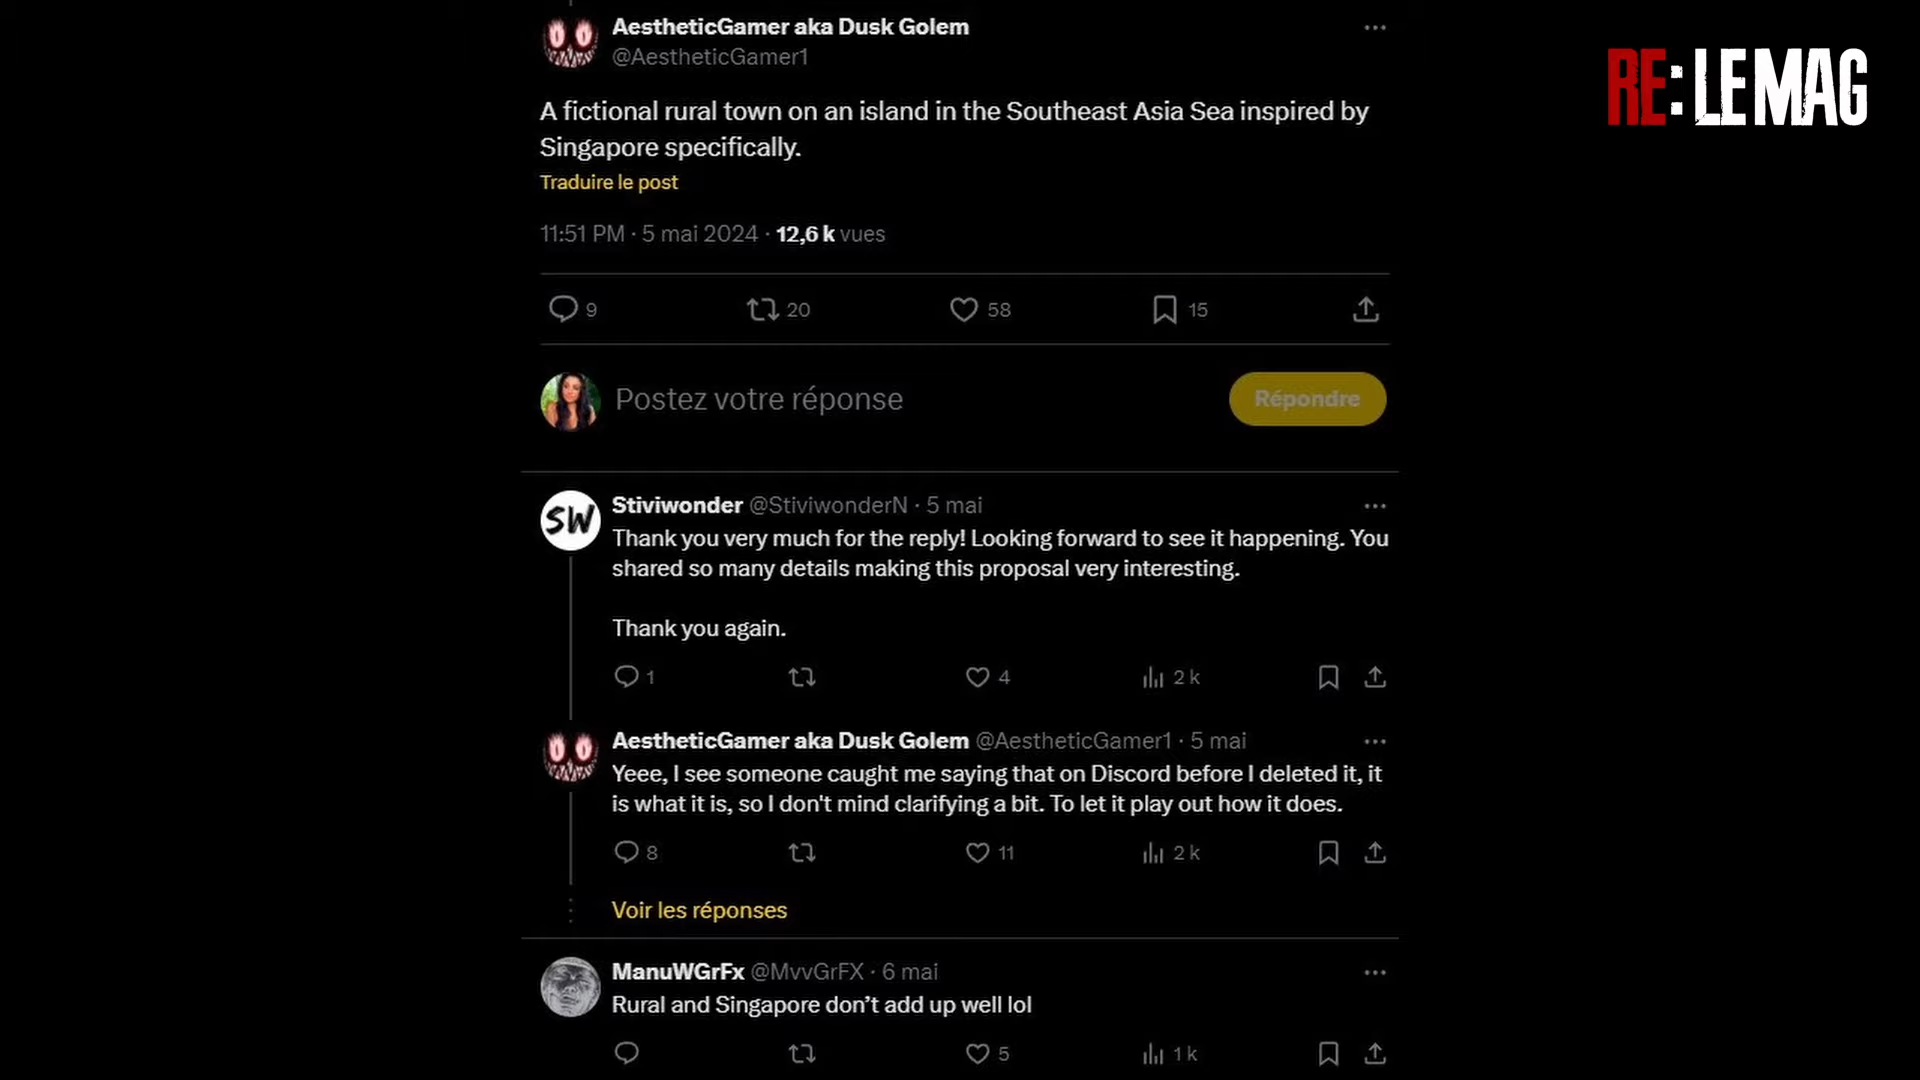 AestheticGamer aka Dusk Golem
@AestheticGamer1
RE:LEMAG
A fictional rural town on an island in the Southeast Asia Sea inspired by
Singapore specifically.
Traduire le post
11:51 PM · 5 mai 2024 · 12,6 k vues
9 20 58 15
Postez votre réponse
Répondre
SW
Stiviwonder @StiviwonderN · 5 mai
Thank you very much for the reply! Looking forward to see it happening. You
shared so many details making this proposal very interesting.
Thank you again.
1 4 2 k
AestheticGamer aka Dusk Golem @AestheticGamer1 · 5 mai
Yeee, I see someone caught me saying that on Discord before I deleted it, it
is what it is, so I don't mind clarifying a bit. To let it play out how it does.
8 11 2 k
Voir les réponses
ManuWGrFx @MvvGrFX · 6 mai
Rural and Singapore don’t add up well lol
5 1 k